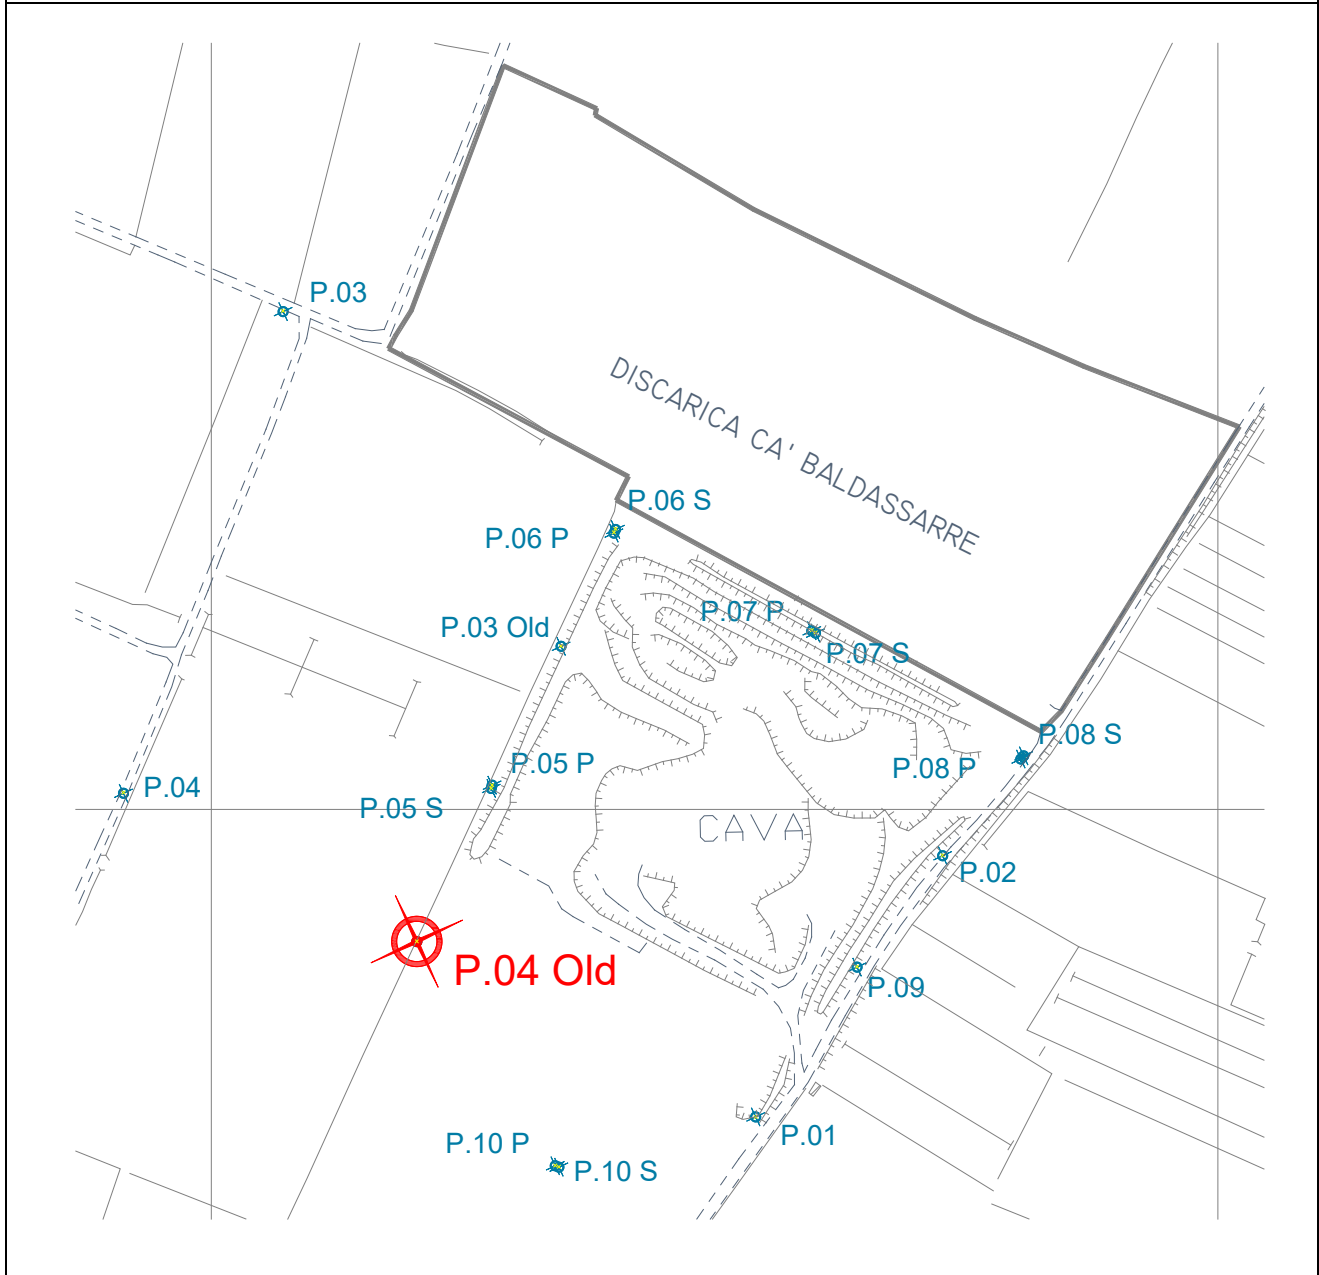 P.03
DISCARICA CA' BALDASSARRE
P.06 S
P.06 P
P.07 P
P.03 Old
P.07 S
P.08 S
P.05 P
P.08 P
P.04
P.05 S
CAVA
P.02
P.04 Old
P.09
P.01
P.10 P
P.10 S